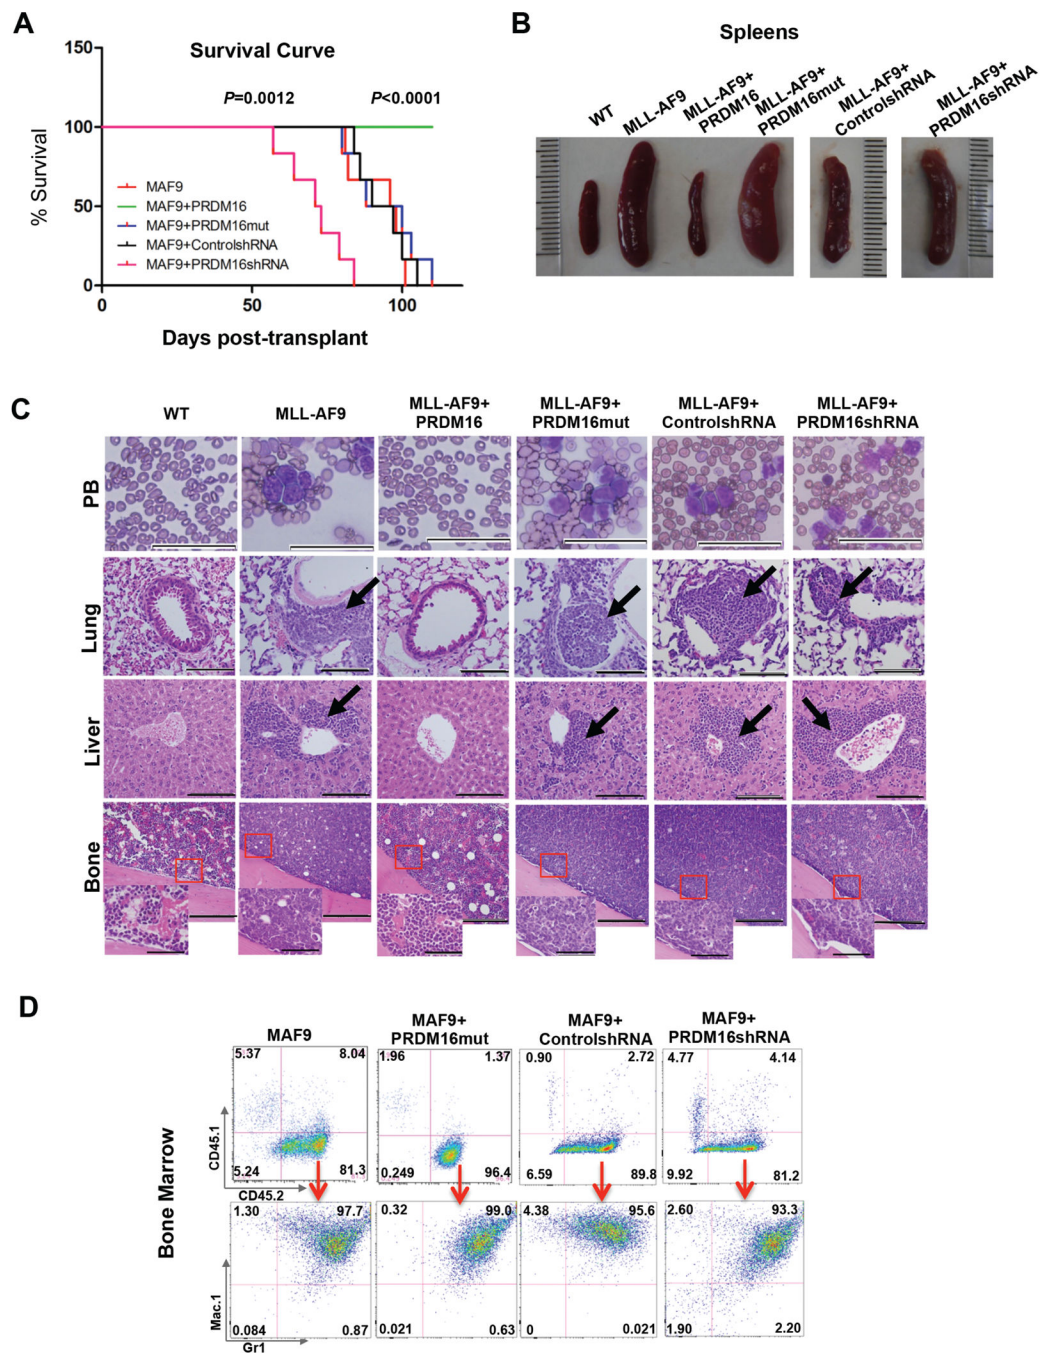 A
Survival Curve
150
100
50
0
% Survival
P=0.0012
P<0.0001
MAF9
MAF9+PRDM16
MAF9+PRDM16mut
MAF9+ControlshRNA
MAF9+PRDM16shRNA
0
50
100
Days post-transplant
B
Spleens
WT
MLL-AF9
MLL-AF9+
PRDM16
MLL-AF9+
PRDM16mut
MLL-AF9+
ControlshRNA
MLL-AF9+
PRDM16shRNA
C
WT
MLL-AF9
MLL-AF9+
PRDM16
MLL-AF9+
PRDM16mut
MLL-AF9+
ControlshRNA
MLL-AF9+
PRDM16shRNA
PB
Lung
Liver
Bone
D
Bone Marrow
MAF9
MAF9+
PRDM16mut
MAF9+
ControlshRNA
MAF9+
PRDM16shRNA
5.37
8.04
1.96
1.37
0.90
2.72
4.77
4.14
CD45.1
5.24
81.3
0.249
96.4
6.59
89.8
9.92
81.2
CD45.2
1.30
97.7
0.32
99.0
4.38
95.6
2.60
93.3
Mac.1
0.084
0.87
0.021
0.63
0
0.021
1.90
2.20
Gr1